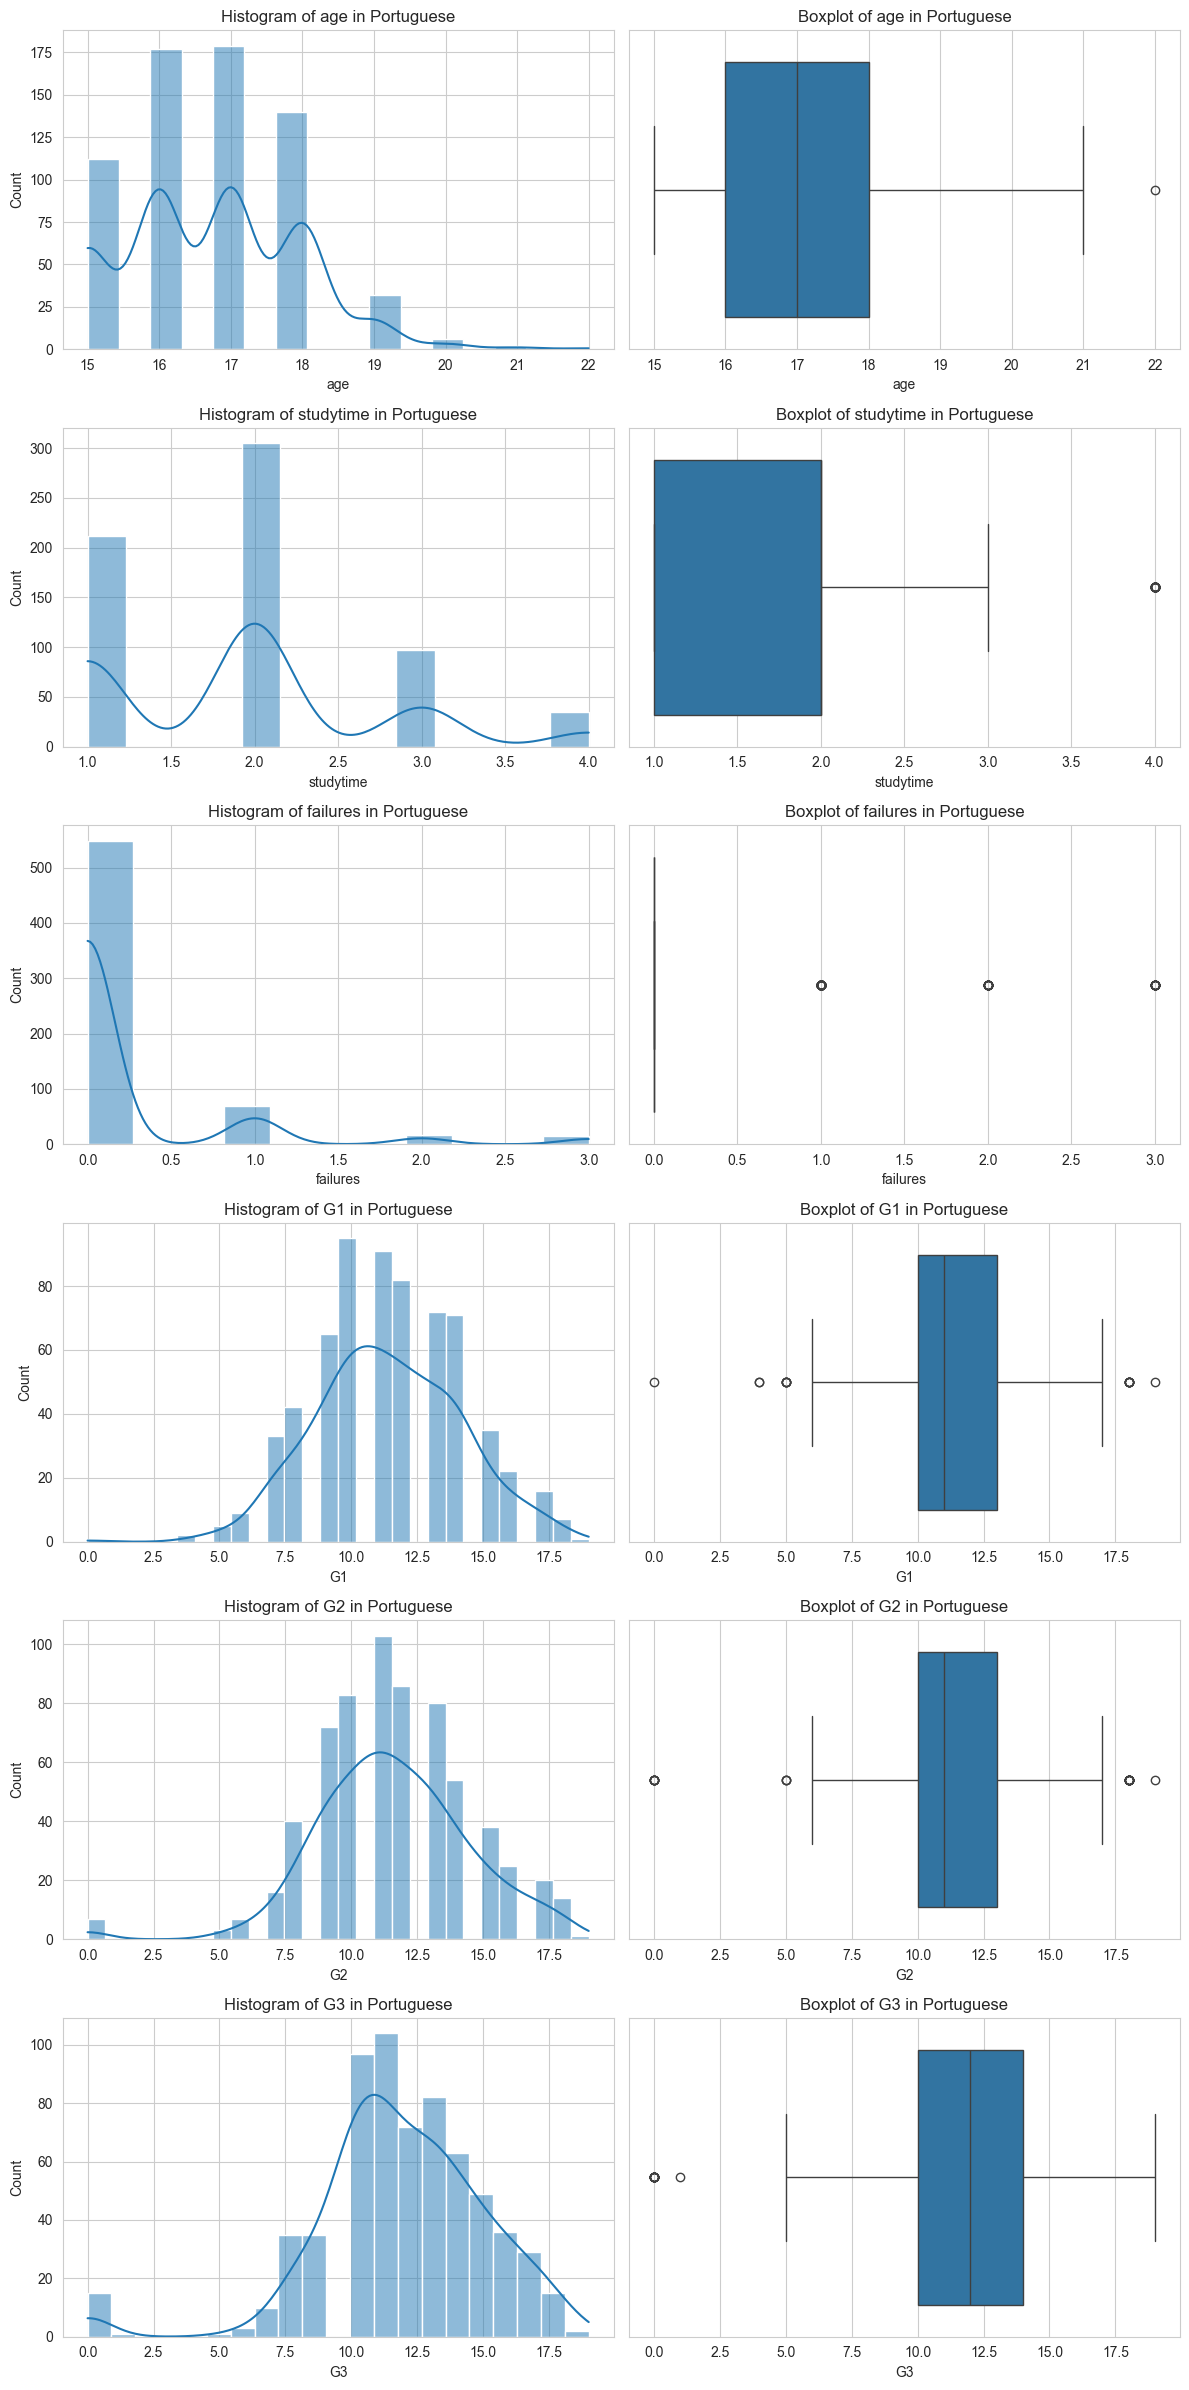 Histogram of age in Portuguese
Boxplot of age in Portuguese
175
150
125
100
75
50
25
0
Count
15 16 17 18 19 20 21 22
age
15 16 17 18 19 20 21 22
age
Histogram of studytime in Portuguese
Boxplot of studytime in Portuguese
300
250
200
150
100
50
0
Count
1.0 1.5 2.0 2.5 3.0 3.5 4.0
studytime
1.0 1.5 2.0 2.5 3.0 3.5 4.0
studytime
Histogram of failures in Portuguese
Boxplot of failures in Portuguese
500
400
300
200
100
0
Count
0.0 0.5 1.0 1.5 2.0 2.5 3.0
failures
0.0 0.5 1.0 1.5 2.0 2.5 3.0
failures
Histogram of G1 in Portuguese
Boxplot of G1 in Portuguese
80
60
40
20
0
Count
0.0 2.5 5.0 7.5 10.0 12.5 15.0 17.5
G1
0.0 2.5 5.0 7.5 10.0 12.5 15.0 17.5
G1
Histogram of G2 in Portuguese
Boxplot of G2 in Portuguese
100
80
60
40
20
0
Count
0.0 2.5 5.0 7.5 10.0 12.5 15.0 17.5
G2
0.0 2.5 5.0 7.5 10.0 12.5 15.0 17.5
G2
Histogram of G3 in Portuguese
Boxplot of G3 in Portuguese
100
80
60
40
20
0
Count
0.0 2.5 5.0 7.5 10.0 12.5 15.0 17.5
G3
0.0 2.5 5.0 7.5 10.0 12.5 15.0 17.5
G3